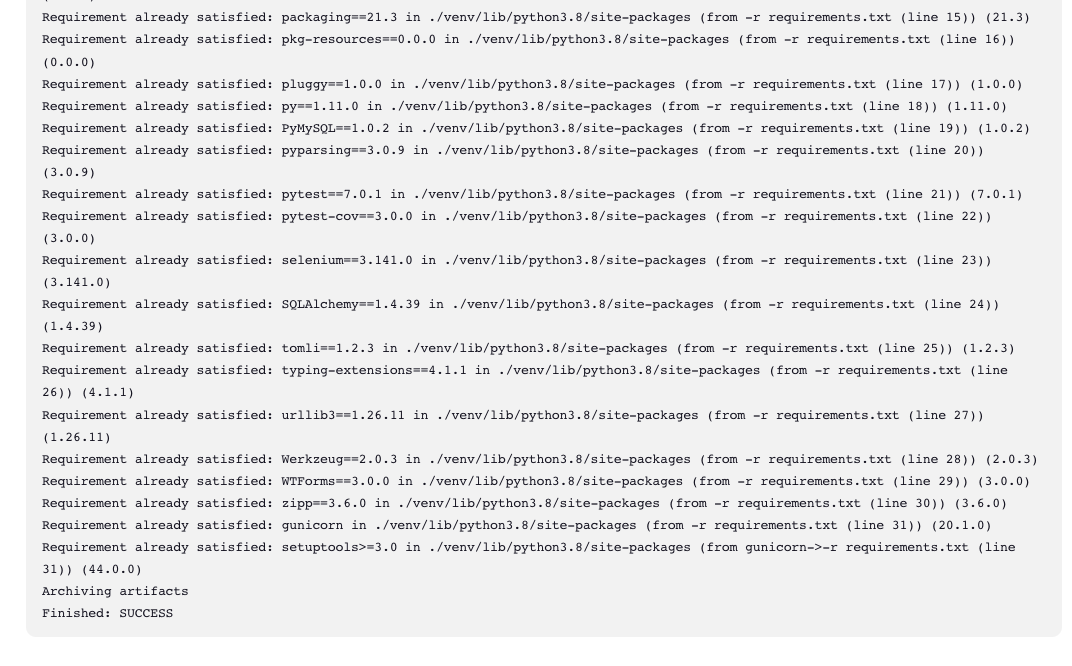 Requirement already satisfied: packaging==21.3 in ./venv/lib/python3.8/site-packages (from -r requirements.txt (line 15)) (21.3)
Requirement already satisfied: pkg-resources==0.0.0 in ./venv/lib/python3.8/site-packages (from -r requirements.txt (line 16))
(0.0.0)
Requirement already satisfied: pluggy==1.0.0 in ./venv/lib/python3.8/site-packages (from -r requirements.txt (line 17)) (1.0.0)
Requirement already satisfied: py==1.11.0 in ./venv/lib/python3.8/site-packages (from -r requirements.txt (line 18)) (1.11.0)
Requirement already satisfied: PyMySQL==1.0.2 in ./venv/lib/python3.8/site-packages (from -r requirements.txt (line 19)) (1.0.2)
Requirement already satisfied: pyparsing==3.0.9 in ./venv/lib/python3.8/site-packages (from -r requirements.txt (line 20))
(3.0.9)
Requirement already satisfied: pytest==7.0.1 in ./venv/lib/python3.8/site-packages (from -r requirements.txt (line 21)) (7.0.1)
Requirement already satisfied: pytest-cov==3.0.0 in ./venv/lib/python3.8/site-packages (from -r requirements.txt (line 22))
(3.0.0)
Requirement already satisfied: selenium==3.141.0 in ./venv/lib/python3.8/site-packages (from -r requirements.txt (line 23))
(3.141.0)
Requirement already satisfied: SQLAlchemy==1.4.39 in ./venv/lib/python3.8/site-packages (from -r requirements.txt (line 24))
(1.4.39)
Requirement already satisfied: tomli==1.2.3 in ./venv/lib/python3.8/site-packages (from -r requirements.txt (line 25)) (1.2.3)
Requirement already satisfied: typing-extensions==4.1.1 in ./venv/lib/python3.8/site-packages (from -r requirements.txt (line
26)) (4.1.1)
Requirement already satisfied: urllib3==1.26.11 in ./venv/lib/python3.8/site-packages (from -r requirements.txt (line 27))
(1.26.11)
Requirement already satisfied: Werkzeug==2.0.3 in ./venv/lib/python3.8/site-packages (from -r requirements.txt (line 28)) (2.0.3)
Requirement already satisfied: WTForms==3.0.0 in ./venv/lib/python3.8/site-packages (from -r requirements.txt (line 29)) (3.0.0)
Requirement already satisfied: zipp==3.6.0 in ./venv/lib/python3.8/site-packages (from -r requirements.txt (line 30)) (3.6.0)
Requirement already satisfied: gunicorn in ./venv/lib/python3.8/site-packages (from -r requirements.txt (line 31)) (20.1.0)
Requirement already satisfied: setuptools>=3.0 in ./venv/lib/python3.8/site-packages (from gunicorn->-r requirements.txt (line
31)) (44.0.0)
Archiving artifacts
Finished: SUCCESS